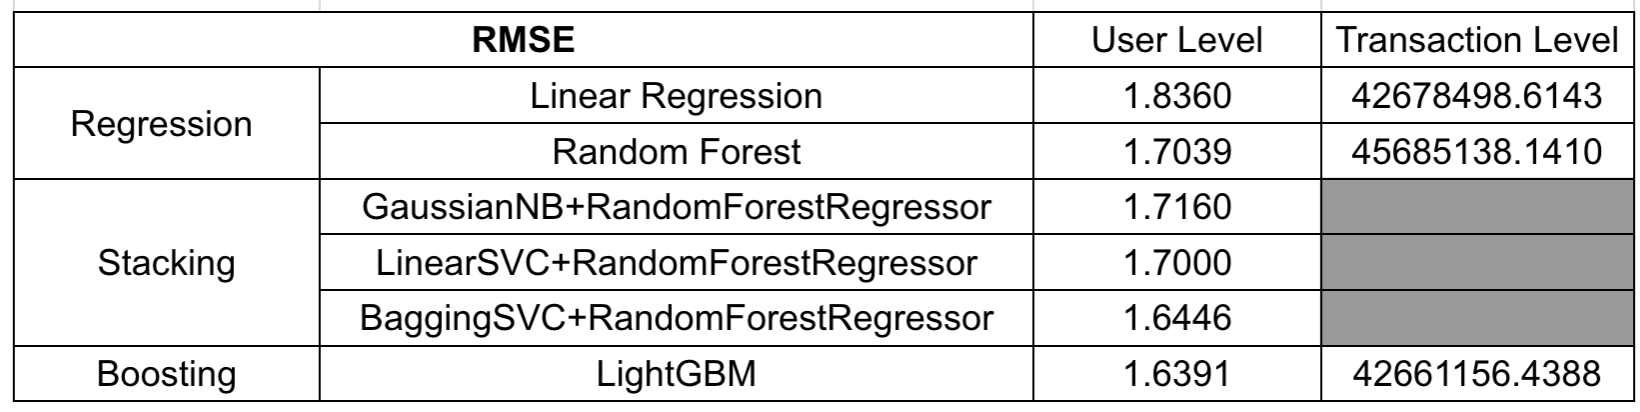 RMSE User Level Transaction Level
Regression Linear Regression 1.8360 42678498.6143
Random Forest 1.7039 45685138.1410
Stacking GaussianNB+RandomForestRegressor 1.7160
LinearSVC+RandomForestRegressor 1.7000
BaggingSVC+RandomForestRegressor 1.6446
Boosting LightGBM 1.6391 42661156.4388